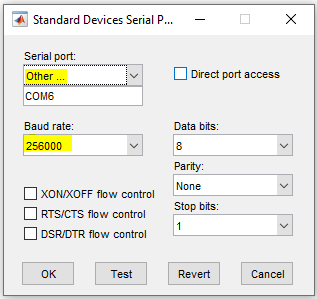 Standard Devices Serial P...
Serial port:
Other ...
Direct port access
COM6
Baud rate:
Data bits:
256000
8
Parity:
None
XON/XOFF flow control
Stop bits:
RTS/CTS flow control
1
DSR/DTR flow control
OK
Test
Revert
Cancel